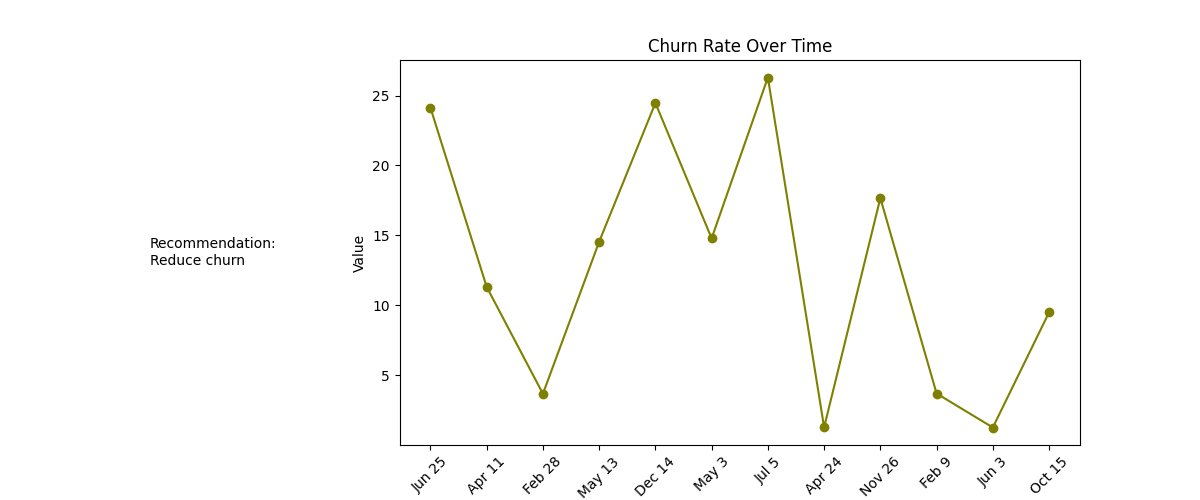 Churn Rate Over Time
Recommendation:
Reduce churn
Value
25
20
15
10
5
Jun 25
Apr 11
Feb 28
May 13
Dec 14
May 3
Jul 5
Apr 24
Nov 26
Feb 9
Jun 3
Oct 15